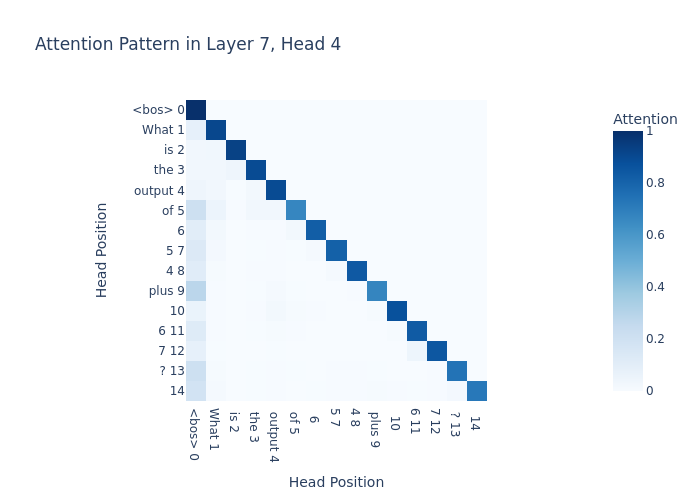 Attention Pattern in Layer 7, Head 4
Attention
<bos> 0
What 1
is 2
the 3
output 4
of 5
6
5 7
4 8
plus 9
10
6 11
7 12
? 13
14
Head Position
1
0.8
0.6
0.4
0.2
0
<bos> 0
What 1
is 2
the 3
output 4
of 5
6
5 7
4 8
plus 9
10
6 11
7 12
? 13
14
Head Position